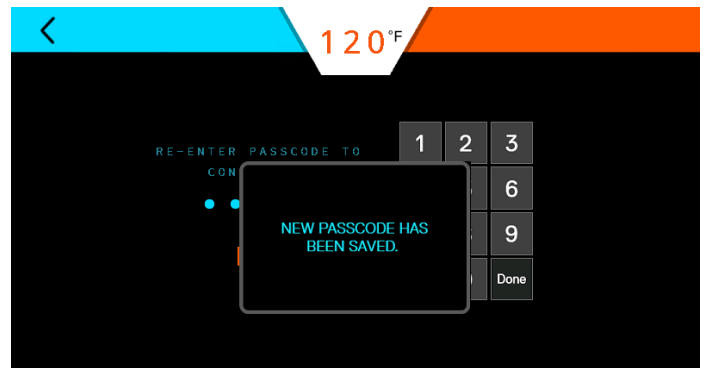 120°F
RE-ENTER PASSCODE TO
CON
1 2 3
6
NEW PASSCODE HAS
BEEN SAVED.
9
Done